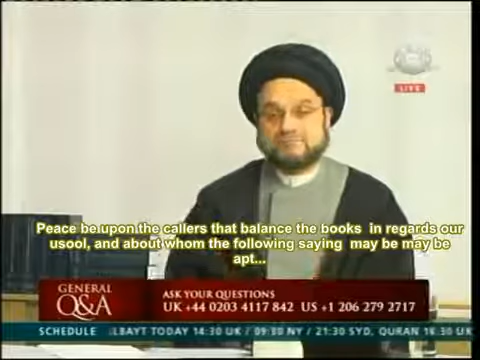 LIVE
Peace be upon the callers that balance the books in regards our
usool, and about whom the following saying may be may be
apt...
GENERAL
Q&A
ASK YOUR QUESTIONS
UK +44 0203 4117 842 US +1 206 279 2717
SCHEDULE LBAYT TODAY 14:30 UK / 09:30 NY / 21:30 SYD, QURAN 16:30 UK